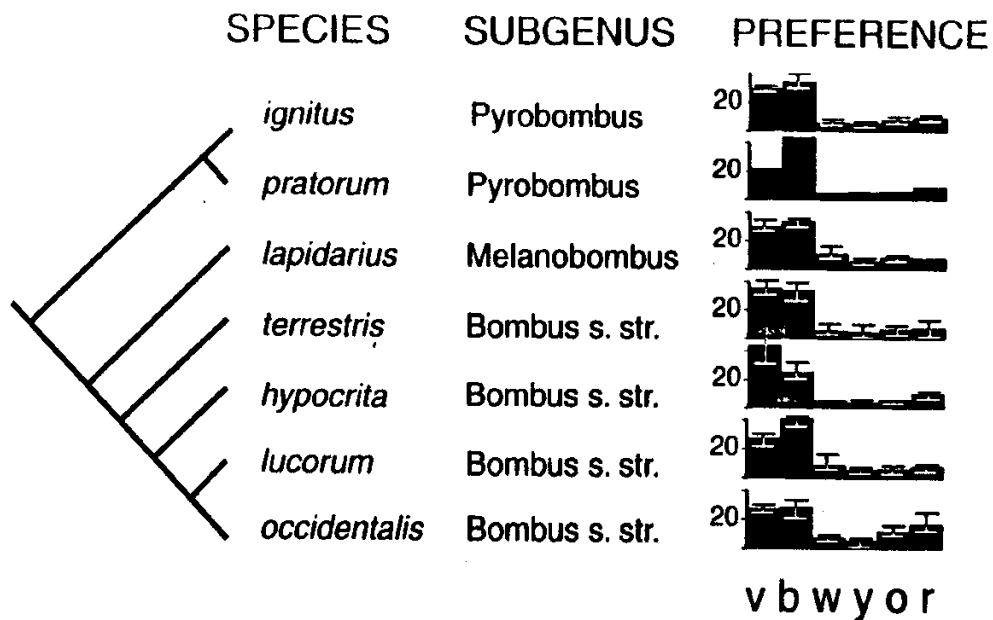 SPECIES SUBGENUS PREFERENCE
ignitus Pyrobombus 20
pratorum Pyrobombus 20
lapidarius Melanobombus 20
terrestris Bombus s. str. 20
hypocrita Bombus s. str. 20
lucorum Bombus s. str. 20
occidentalis Bombus s. str. 20
v b w y o r